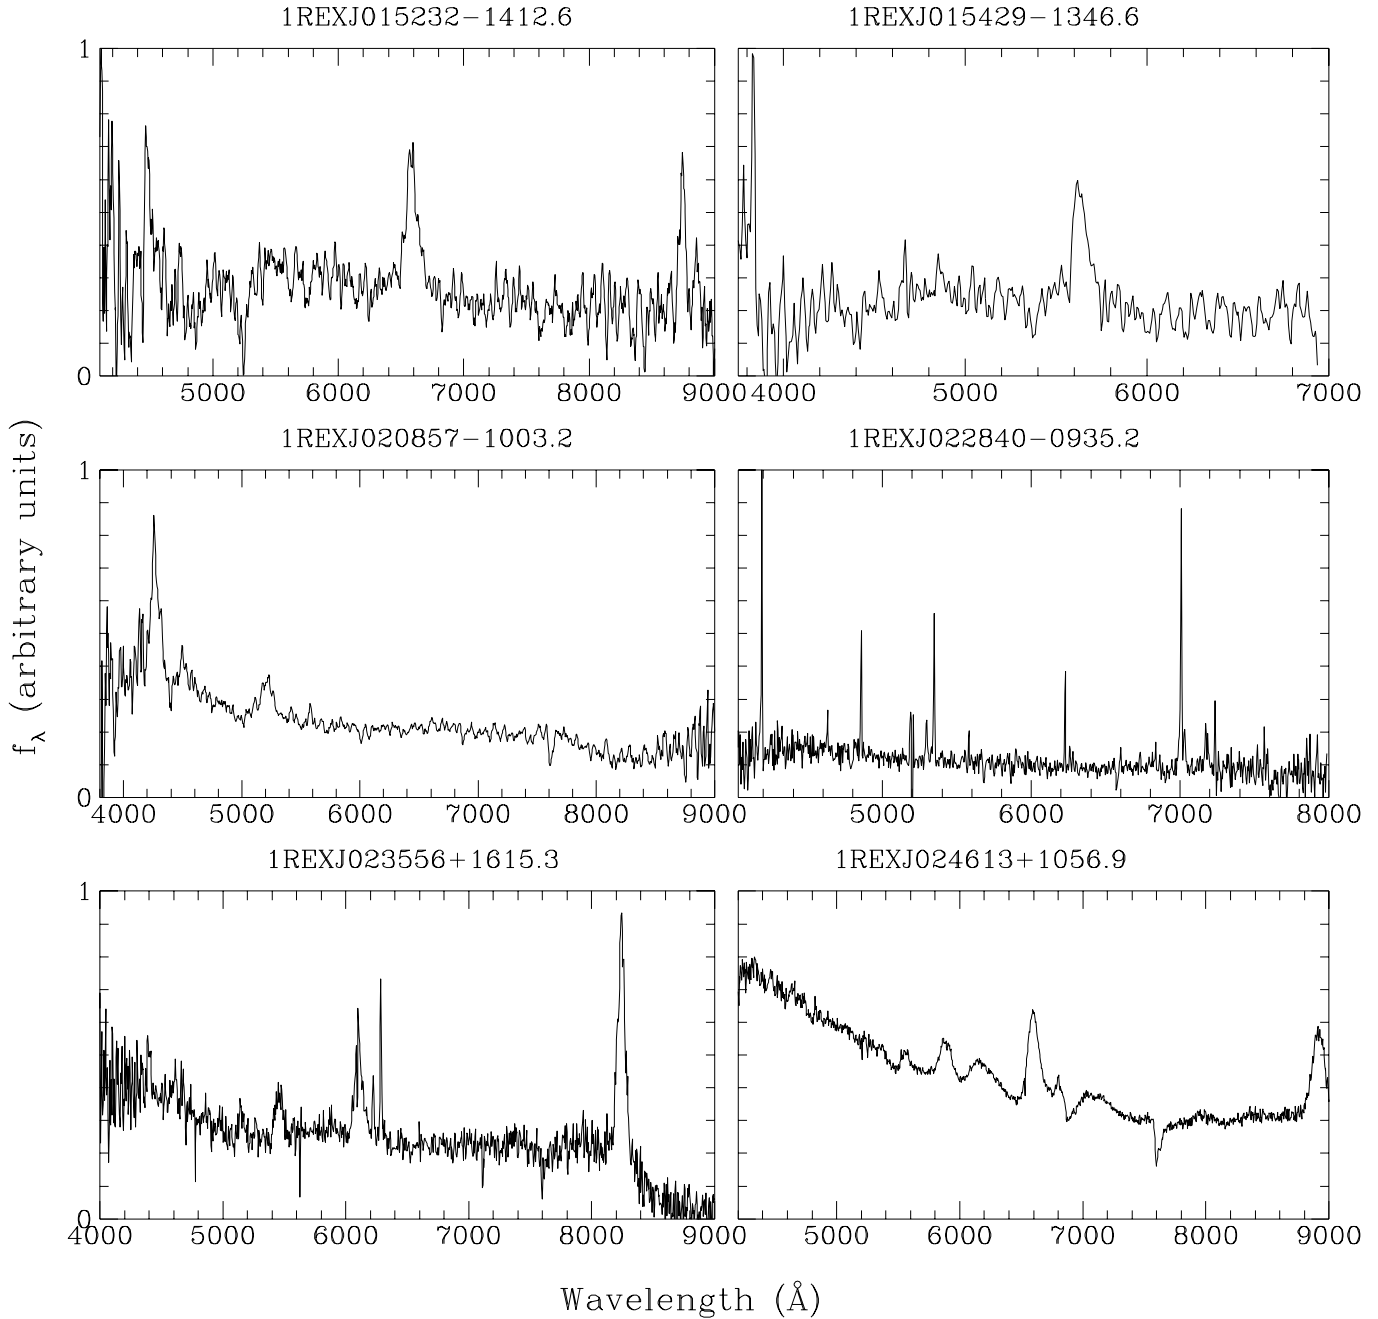 1REXJ015232-1412.6 1REXJ015429-1346.6
1
0
5000 6000 7000 8000 9000 4000 5000 6000 7000
1REXJ020857-1003.2 1REXJ022840-0935.2
1
0
4000 5000 6000 7000 8000 9000 5000 6000 7000 8000
1REXJ023556+1615.3 1REXJ024613+1056.9
1
0
4000 5000 6000 7000 8000 9000 5000 6000 7000 8000 9000
fλ (arbitrary units)
Wavelength (Å)